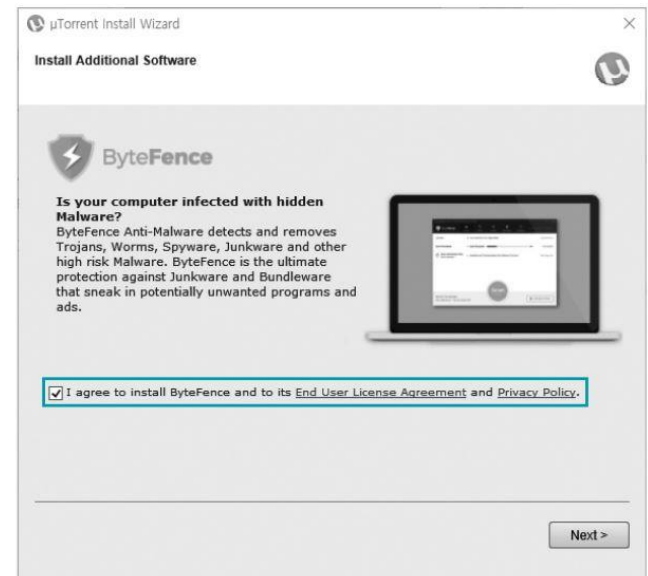 µTorrent Install Wizard
Install Additional Software
ByteFence
Is your computer infected with hidden
Malware?
ByteFence Anti-Malware detects and removes
Trojans, Worms, Spyware, Junkware and other
high risk Malware. ByteFence is the ultimate
protection against Junkware and Bundleware
that sneak in potentially unwanted programs and
ads.
I agree to install ByteFence and to its End User License Agreement and Privacy Policy.
Next >